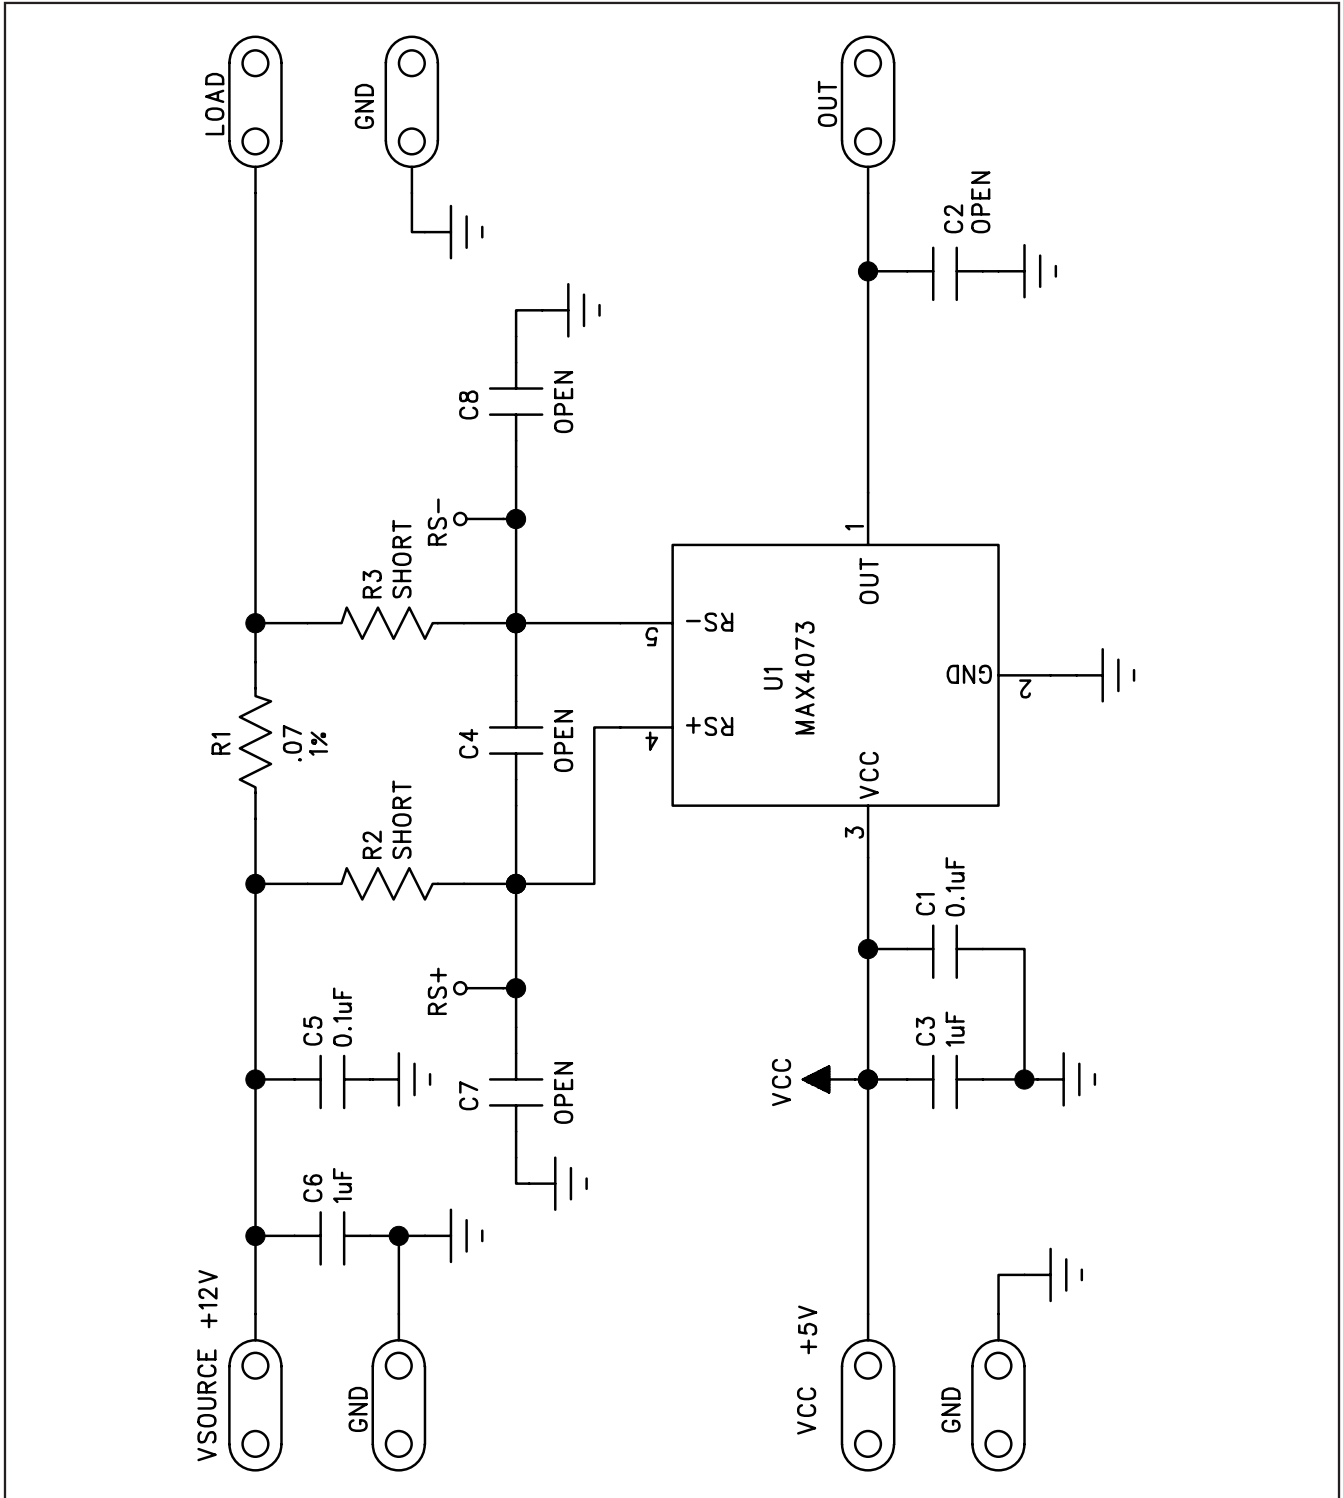 LOAD
GND
OUT
C2
OPEN
C8
OPEN
RS-
R3
SHORT
1
5
RS-
OUT
U1
MAX4073
GND
2
R1
.07
1%
C4
OPEN
4
RS+
VCC
3
R2
SHORT
RS+
C5
0.1uF
C7
OPEN
C1
0.1uF
C3
1uF
VCC
C6
1uF
VSOURCE +12V
GND
VCC +5V
GND